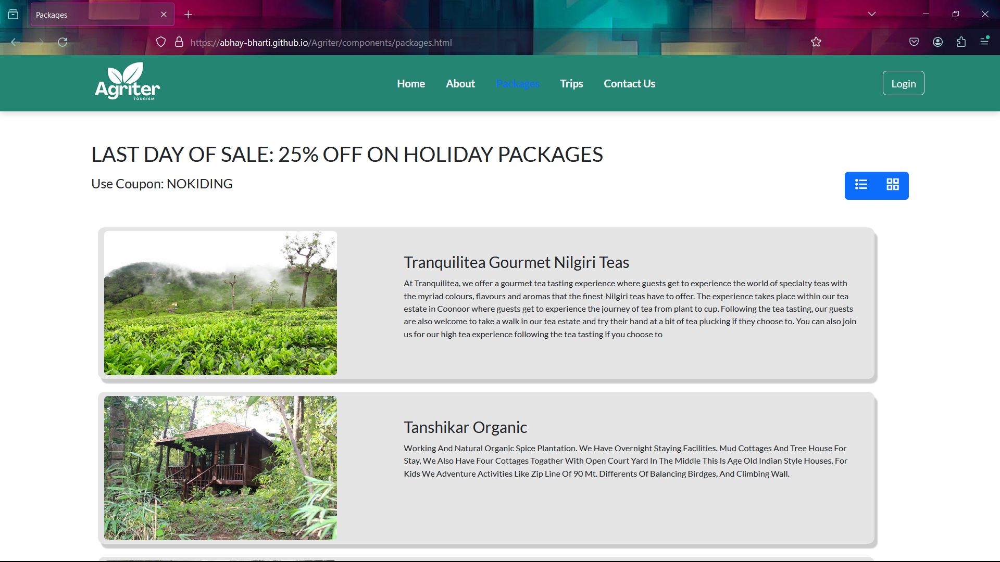 Packages
https://abhay-bharti.github.io/Agriter/components/packages.html
Agriter
TOURISM
Home
About
Packages
Trips
Contact Us
Login
LAST DAY OF SALE: 25% OFF ON HOLIDAY PACKAGES
Use Coupon: NOKIDING
Tranquilitea Gourmet Nilgiri Teas
At Tranquilitea, we offer a gourmet tea tasting experience where guests get to experience the world of specialty teas with
the myriad colours, flavours and aromas that the finest Nilgiri teas have to offer. The experience takes place within our tea
estate in Coonoor where guests get to experience the journey of tea from plant to cup. Following the tea tasting, our guests
are also welcome to take a walk in our tea estate and try their hand at a bit of tea plucking if they choose to. You can also join
us for our high tea experience following the tea tasting if you choose to
Tanshikar Organic
Working And Natural Organic Spice Plantation. We Have Overnight Staying Facilities. Mud Cottages And Tree House For
Stay, We Also Have Four Cottages Togather With Open Court Yard In The Middle This Is Age Old Indian Style Houses. For
Kids We Adventure Activities Like Zip Line Of 90 Mt. Differents Of Balancing Birdges, And Climbing Wall.